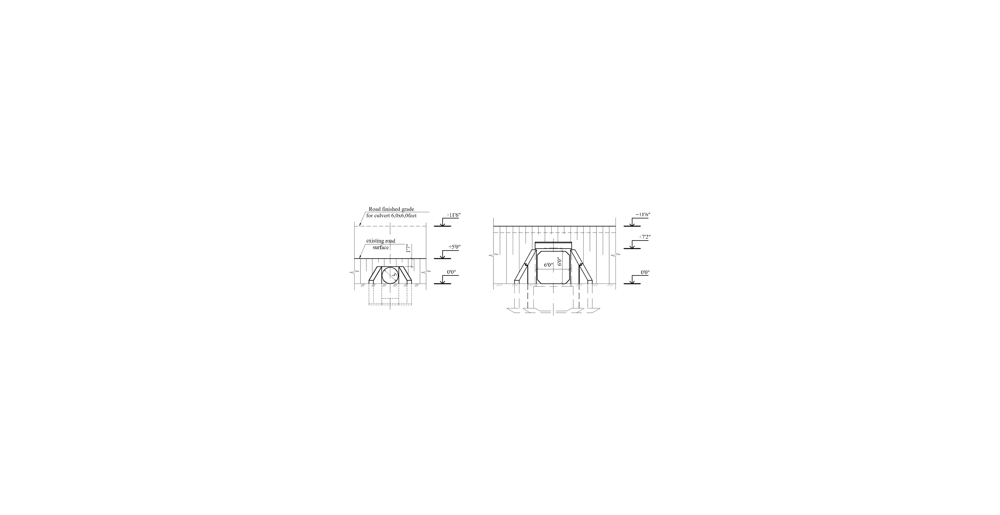 Road finished grade
for culvert 6,0x6,0feet
+11'6"
existing road
surface
1'7"
+5'0"
3'
0'0"
+11'6"
+7'2"
6'0"
6'0"
0'0"